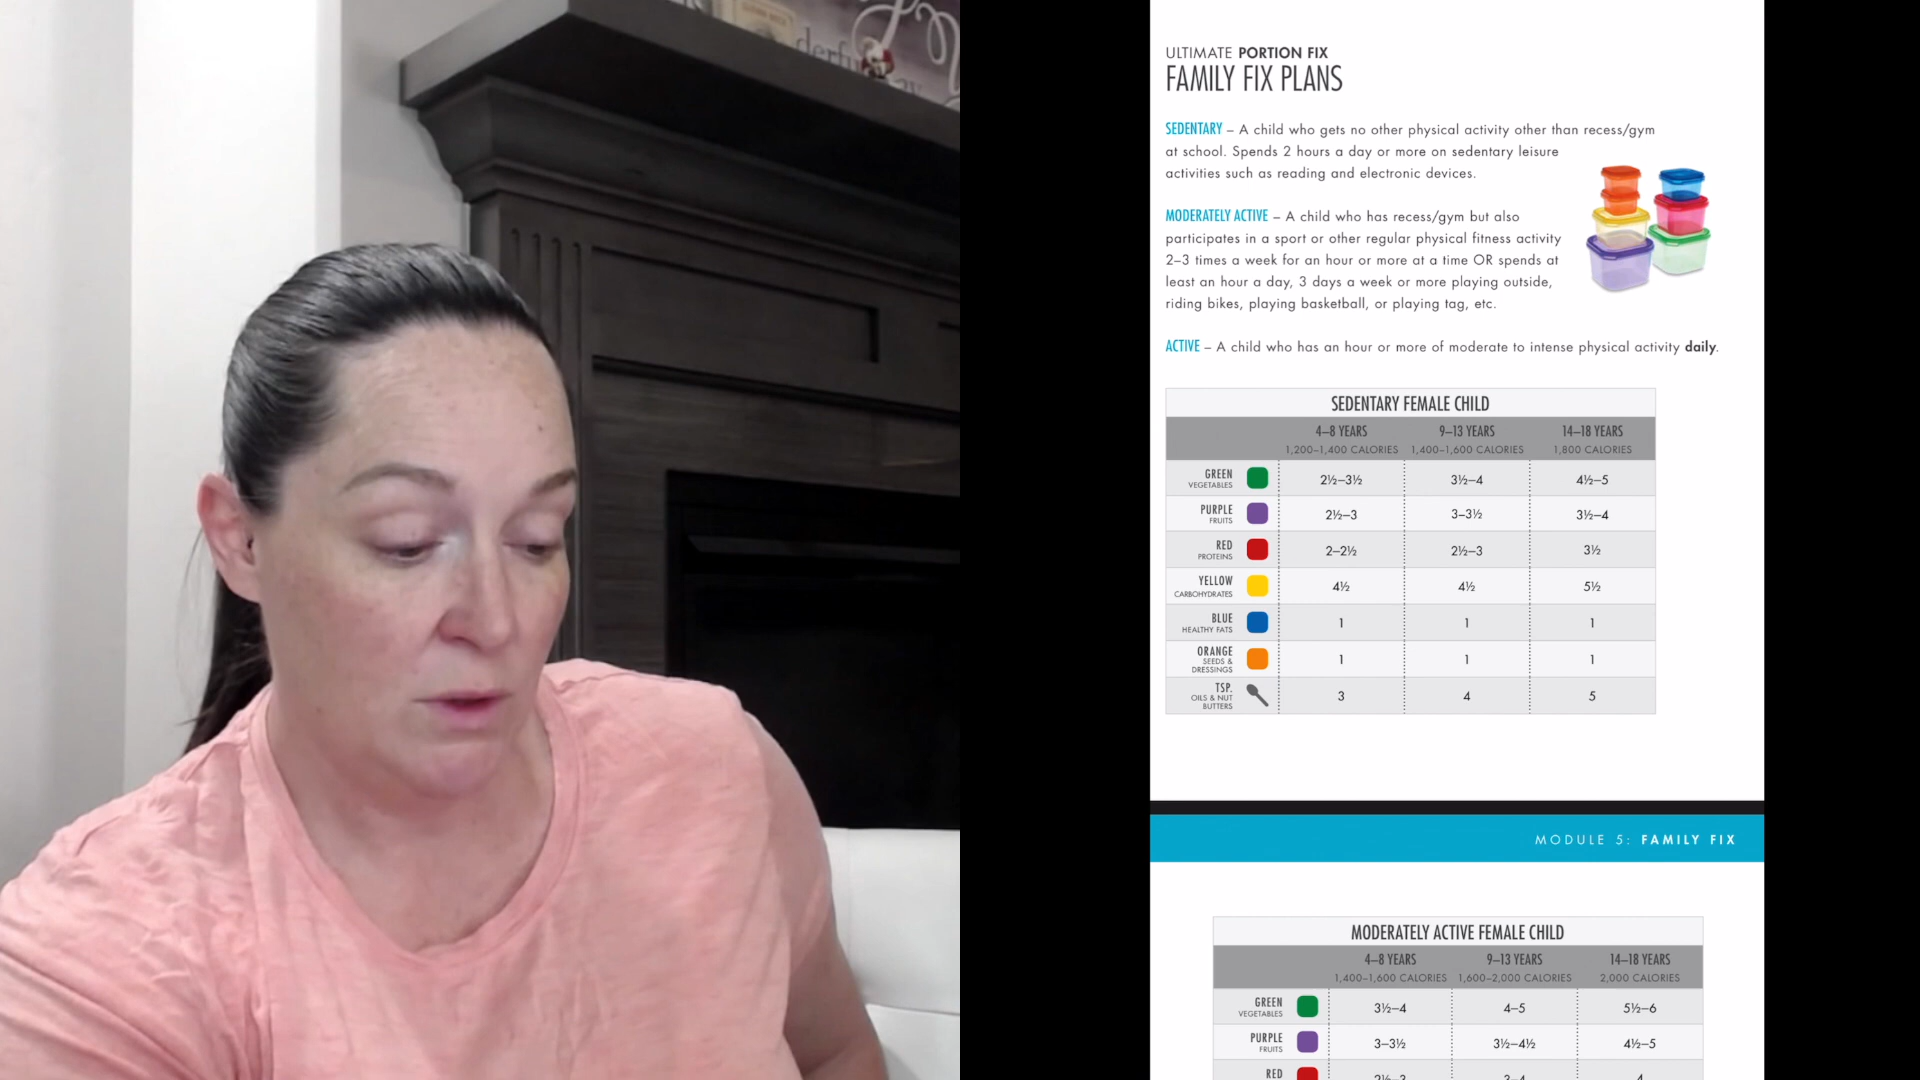 derfu
ay
ULTIMATE PORTION FIX
FAMILY FIX PLANS
SEDENTARY – A child who gets no other physical activity other than recess/gym
at school. Spends 2 hours a day or more on sedentary leisure
activities such as reading and electronic devices.
MODERATELY ACTIVE – A child who has recess/gym but also
participates in a sport or other regular physical fitness activity
2–3 times a week for an hour or more at a time OR spends at
least an hour a day, 3 days a week or more playing outside,
riding bikes, playing basketball, or playing tag, etc.
ACTIVE – A child who has an hour or more of moderate to intense physical activity daily.
SEDENTARY FEMALE CHILD
4–8 YEARS 9–13 YEARS 14–18 YEARS
1,200–1,400 CALORIES 1,400–1,600 CALORIES 1,800 CALORIES
GREEN
VEGETABLES 2½–3½ 3½–4 4½–5
PURPLE
FRUITS 2½–3 3–3½ 3½–4
RED
PROTEINS 2–2½ 2½–3 3½
YELLOW
CARBOHYDRATES 4½ 4½ 5½
BLUE
HEALTHY FATS 1 1 1
ORANGE
SEEDS &
DRESSINGS 1 1 1
TSP.
OILS & NUT
BUTTERS 3 4 5
MODULE 5: FAMILY FIX
MODERATELY ACTIVE FEMALE CHILD
4–8 YEARS 9–13 YEARS 14–18 YEARS
1,400–1,600 CALORIES 1,600–2,000 CALORIES 2,000 CALORIES
GREEN
VEGETABLES 3½–4 4–5 5½–6
PURPLE
FRUITS 3–3½ 3½–4½ 4½–5
RED 2½–3 3–4 4